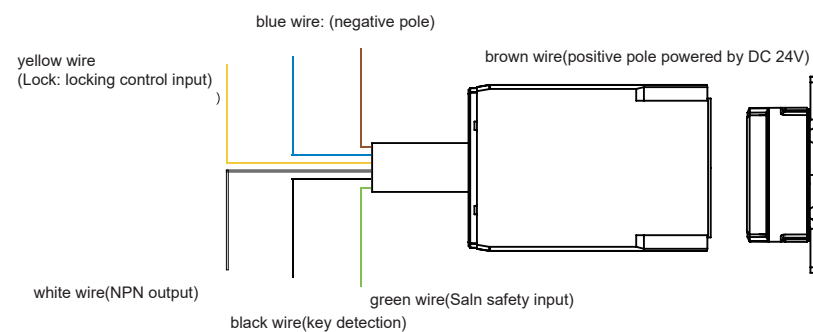 blue wire: (negative pole)
brown wire(positive pole powered by DC 24V)
yellow wire
(Lock: locking control input)
)
white wire(NPN output)
green wire(SaIn safety input)
black wire(key detection)